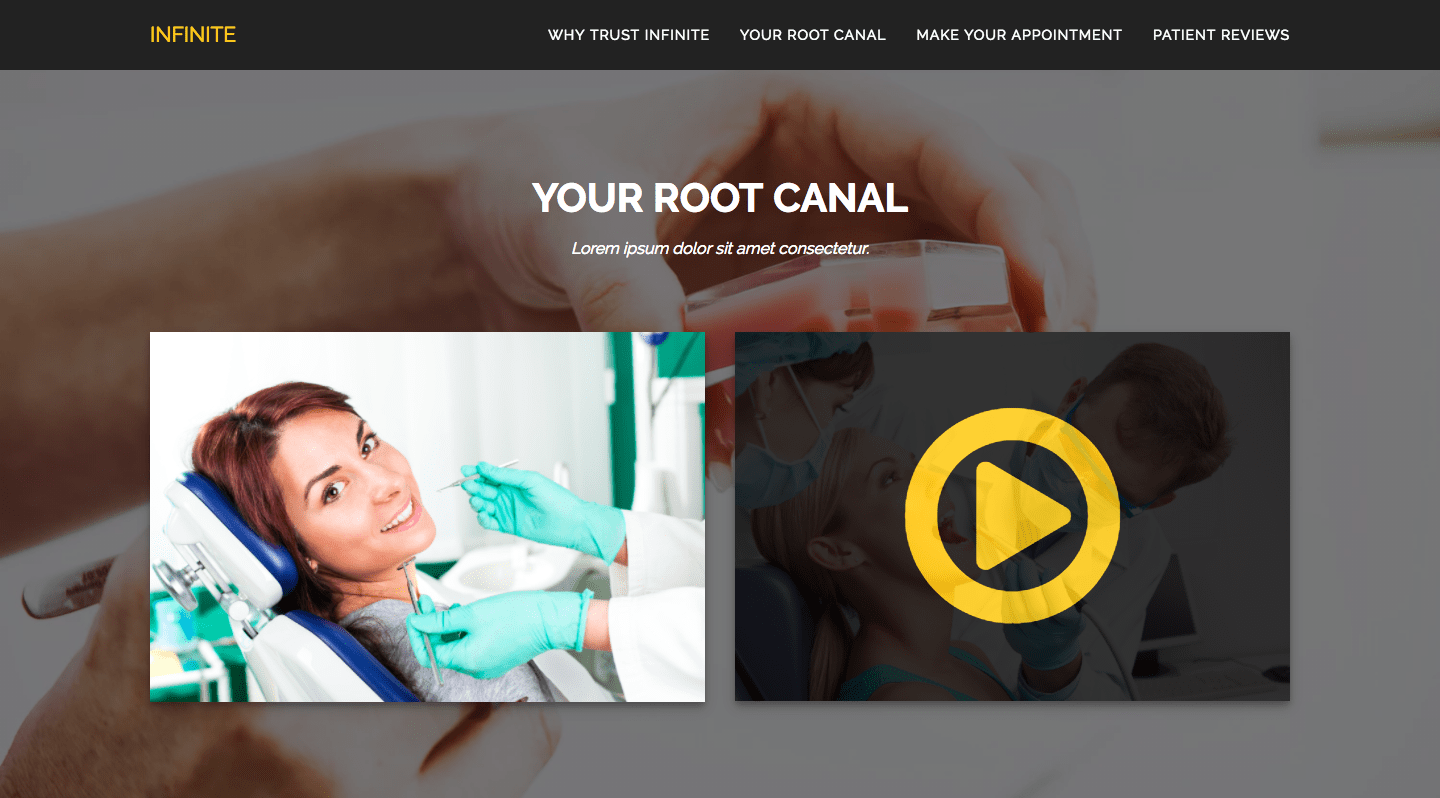 INFINITE
WHY TRUST INFINITE
YOUR ROOT CANAL
MAKE YOUR APPOINTMENT
PATIENT REVIEWS
YOUR ROOT CANAL
Lorem ipsum dolor sit amet consectetur.